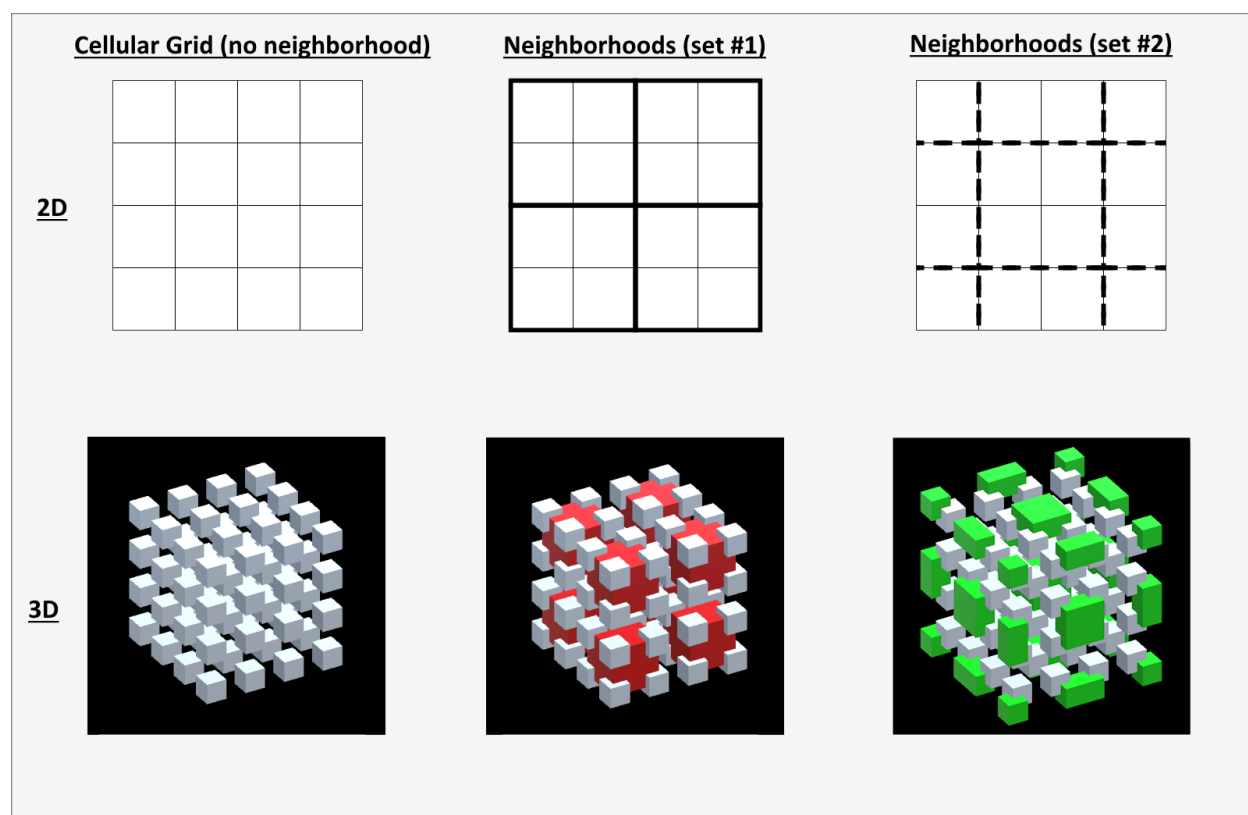 Cellular Grid (no neighborhood)
Neighborhoods (set #1)
Neighborhoods (set #2)
2D
3D